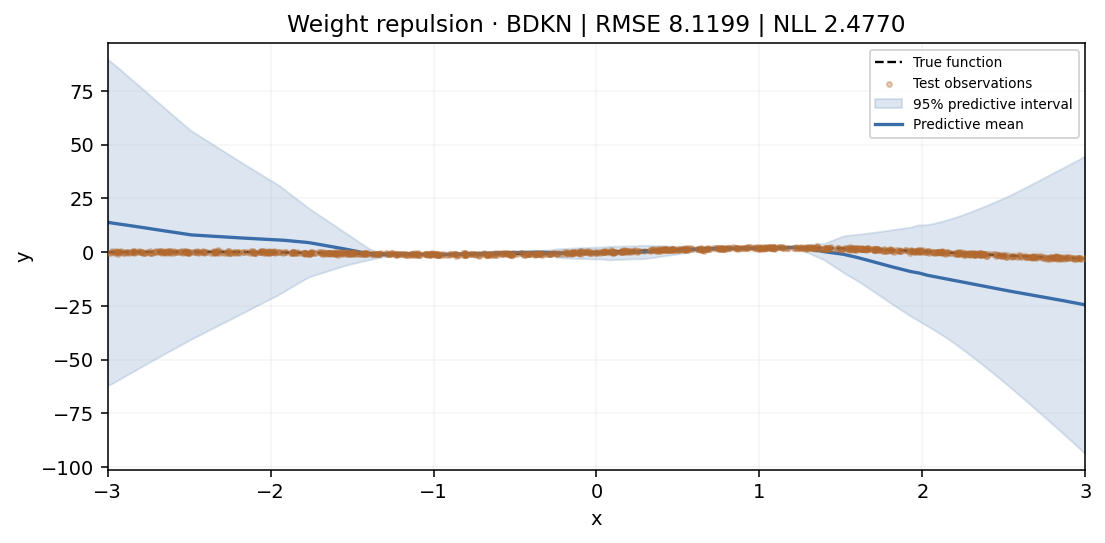 Weight repulsion · BDKN | RMSE 8.1199 | NLL 2.4770
True function
Test observations
95% predictive interval
Predictive mean
y
75
50
25
0
−25
−50
−75
−100
−3
−2
−1
0
1
2
3
x